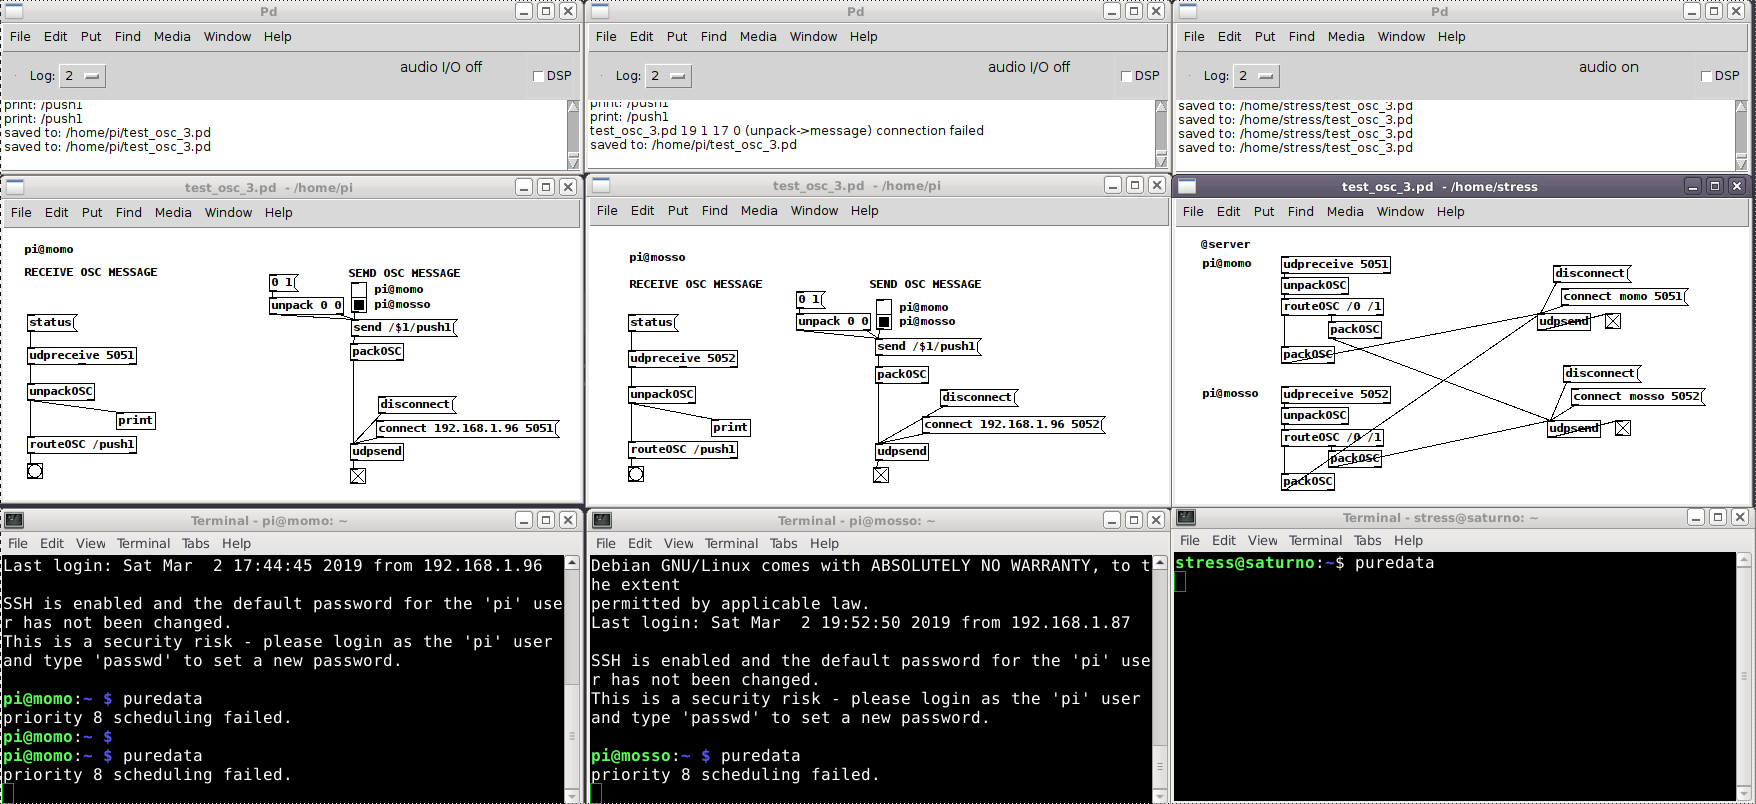 Pd
File Edit Put Find Media Window Help
audio I/O off
Log: 2 DSP
print: /push1
print: /push1
saved to: /home/pi/test_osc_3.pd
saved to: /home/pi/test_osc_3.pd
Pd
File Edit Put Find Media Window Help
audio I/O off
Log: 2 DSP
print: /push1
print: /push1
test_osc_3.pd 19 1 17 0 (unpack->message) connection failed
saved to: /home/pi/test_osc_3.pd
Pd
File Edit Put Find Media Window Help
audio on
Log: 2 DSP
saved to: /home/stress/test_osc_3.pd
saved to: /home/stress/test_osc_3.pd
saved to: /home/stress/test_osc_3.pd
saved to: /home/stress/test_osc_3.pd
test_osc_3.pd - /home/pi
File Edit Put Find Media Window Help
pi@momo
RECEIVE OSC MESSAGE
status
udpreceive 5051
unpackOSC
print
routeOSC /push1
SEMD OSC MESSAGE
0 1
pi@momo
unpack 0 0
pi@mosso
send /$1/push1
packOSC
disconnect
connect 192.168.1.96 5051
udpsend
test_osc_3.pd - /home/pi
File Edit Put Find Media Window Help
pi@mosso
RECEIVE OSC MESSAGE
status
udpreceive 5052
unpackOSC
print
routeOSC /push1
SEND OSC MESSAGE
0 1
pi@momo
unpack 0 0
pi@mosso
send /$1/push1
packOSC
disconnect
connect 192.168.1.96 5052
udpsend
test_osc_3.pd - /home/stress
File Edit Put Find Media Window Help
@server
pi@momo
udpreceive 5051
unpackOSC
routeOSC /0 /1
packOSC
packOSC
disconnect
connect momo 5051
udpsend
pi@mosso
udpreceive 5052
unpackOSC
routeOSC /0 /1
packOSC
packOSC
disconnect
connect mosso 5052
udpsend
Terminal - pi@momo: ~
File Edit View Terminal Tabs Help
Last login: Sat Mar  2 17:44:45 2019 from 192.168.1.96
SSH is enabled and the default password for the 'pi' use
r has not been changed.
This is a security risk - please login as the 'pi' user
and type 'passwd' to set a new password.
pi@momo:~ $ puredata
priority 8 scheduling failed.
pi@momo:~ $
pi@momo:~ $ puredata
priority 8 scheduling failed.
Terminal - pi@mosso: ~
File Edit View Terminal Tabs Help
Debian GNU/Linux comes with ABSOLUTELY NO WARRANTY, to t
he extent
permitted by applicable law.
Last login: Sat Mar  2 19:52:50 2019 from 192.168.1.87
SSH is enabled and the default password for the 'pi' use
r has not been changed.
This is a security risk - please login as the 'pi' user
and type 'passwd' to set a new password.
pi@mosso:~ $ puredata
priority 8 scheduling failed.
Terminal - stress@saturno: ~
File Edit View Terminal Tabs Help
stress@saturno:~$ puredata